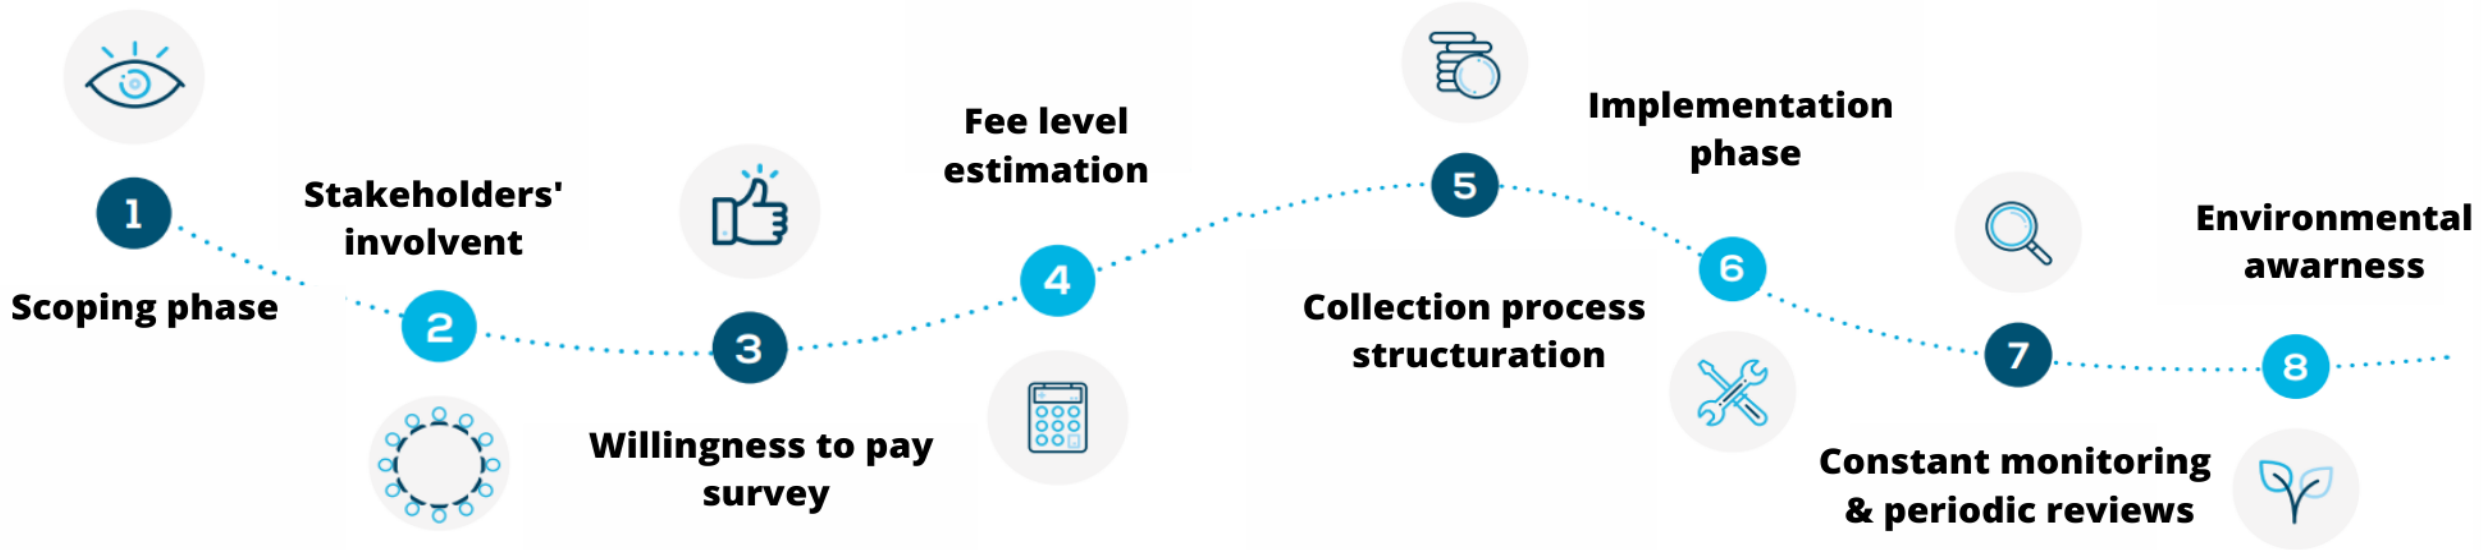 1
Scoping phase
Stakeholders'
involvent
2
3
Willingness to pay
survey
Fee level
estimation
4
5
Collection process
structuration
Implementation
phase
6
7
Constant monitoring
& periodic reviews
Environmental
awarness
8